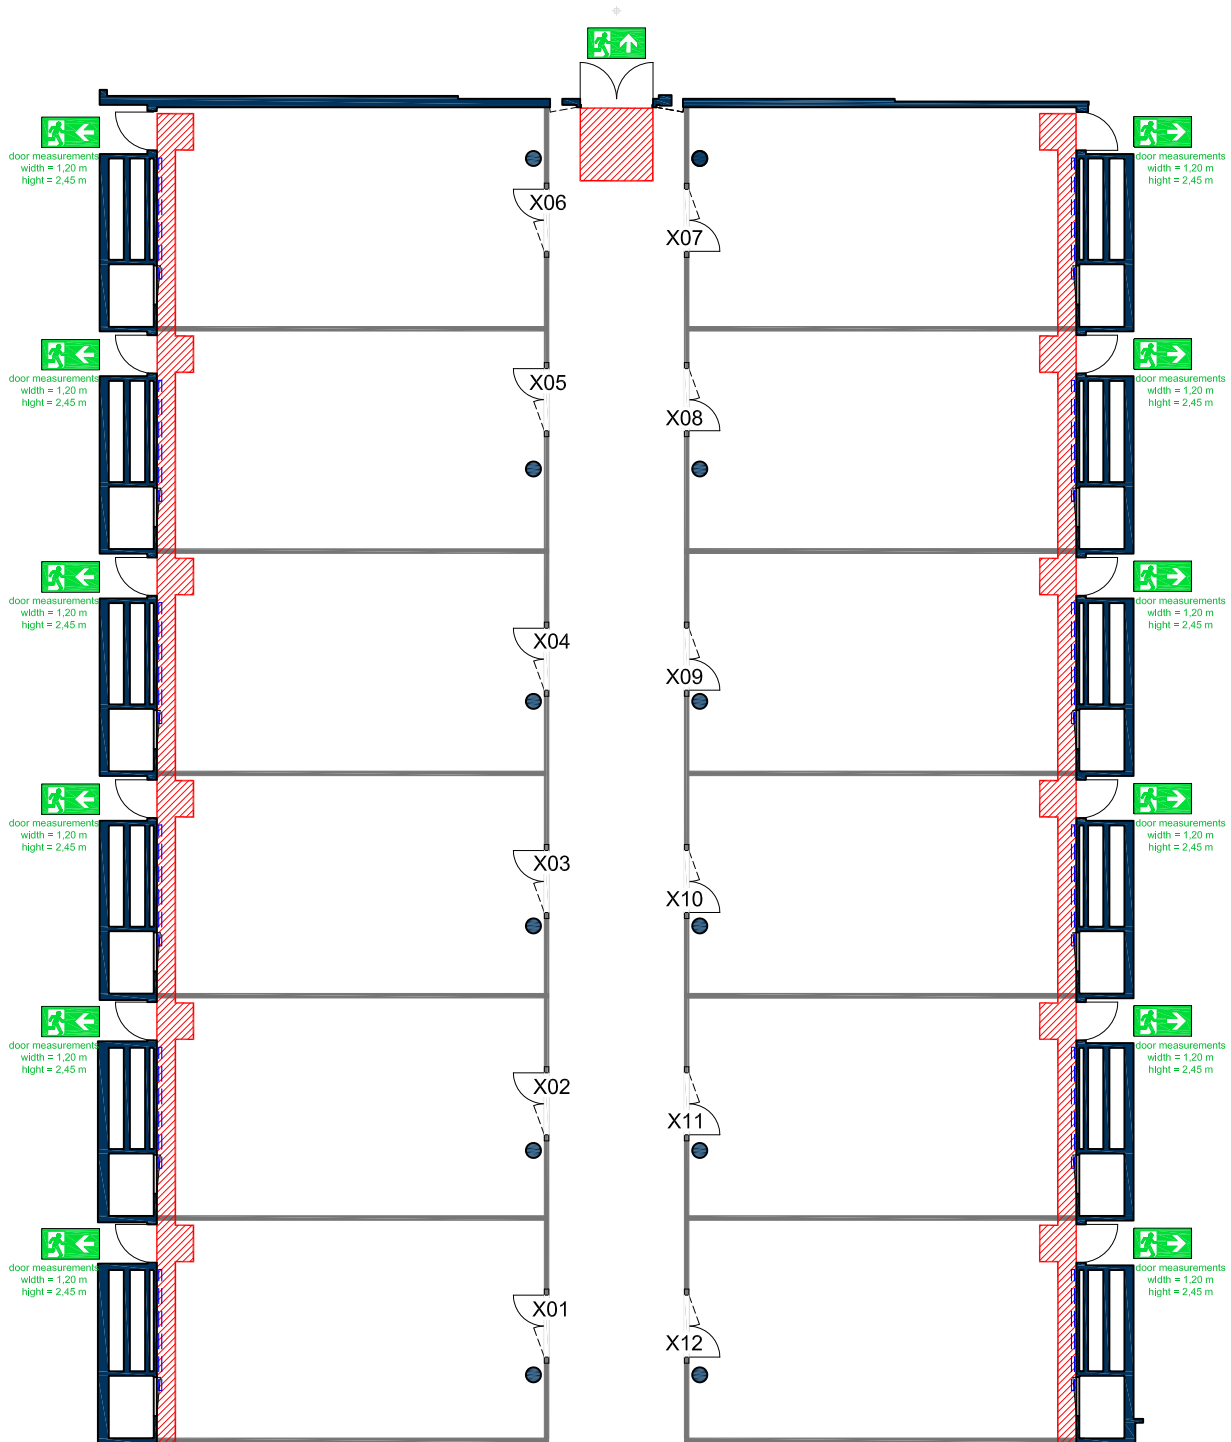 door measurements
width = 1,20 m
hight = 2,45 m
door measurements
width = 1,20 m
hight = 2,45 m
X06
X07
door measurements
width = 1,20 m
hight = 2,45 m
door measurements
width = 1,20 m
hight = 2,45 m
X05
X08
door measurements
width = 1,20 m
hight = 2,45 m
door measurements
width = 1,20 m
hight = 2,45 m
X04
X09
door measurements
width = 1,20 m
hight = 2,45 m
door measurements
width = 1,20 m
hight = 2,45 m
X03
X10
door measurements
width = 1,20 m
hight = 2,45 m
door measurements
width = 1,20 m
hight = 2,45 m
X02
X11
door measurements
width = 1,20 m
hight = 2,45 m
door measurements
width = 1,20 m
hight = 2,45 m
X01
X12